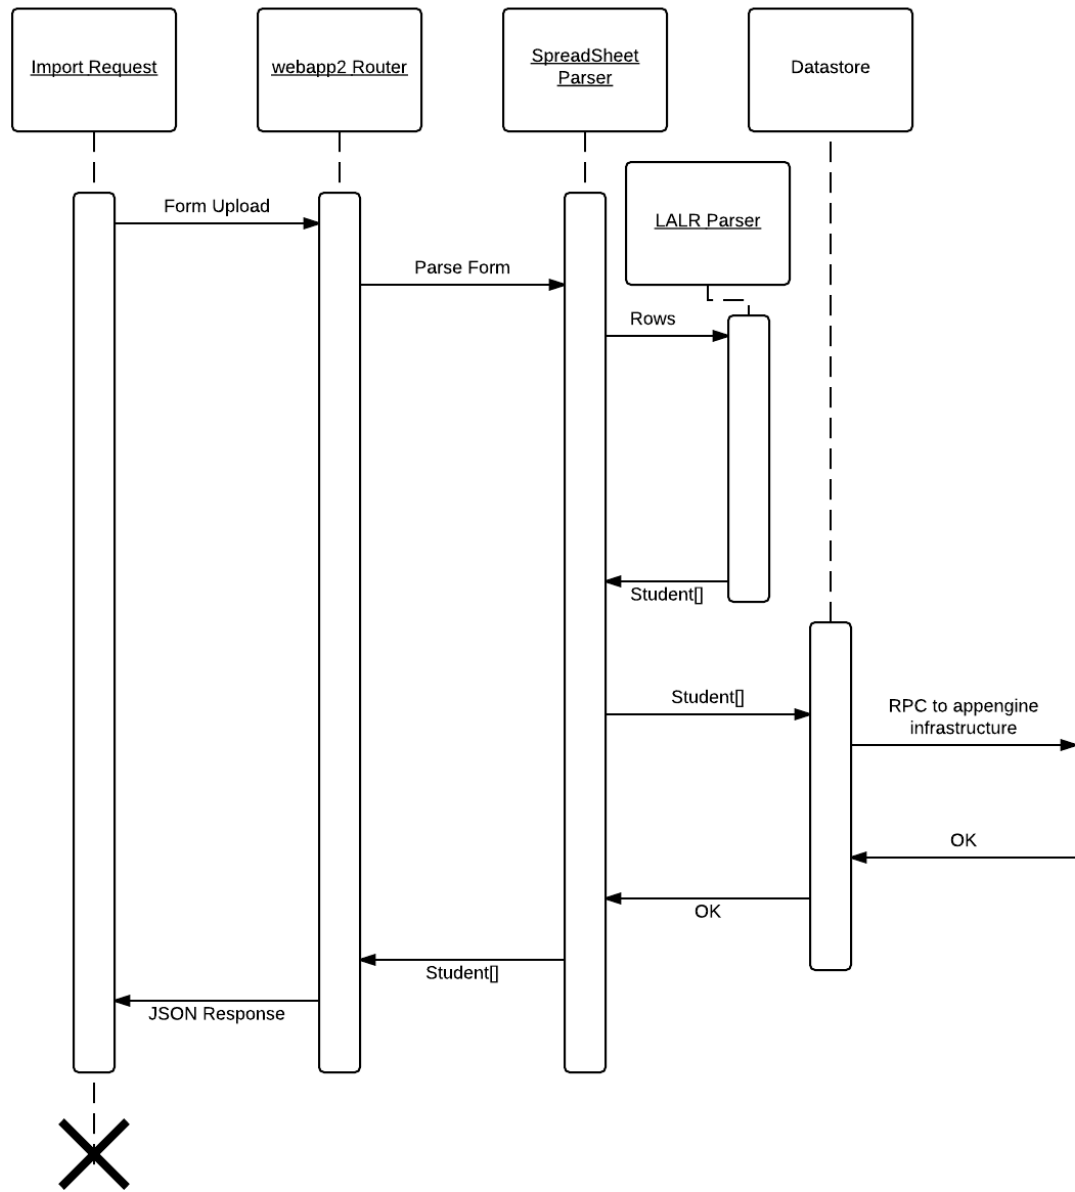 Import Request
webapp2 Router
SpreadSheet
Parser
Datastore
LALR Parser
Form Upload
Parse Form
Rows
Student[]
Student[]
RPC to appengine
infrastructure
OK
OK
Student[]
JSON Response